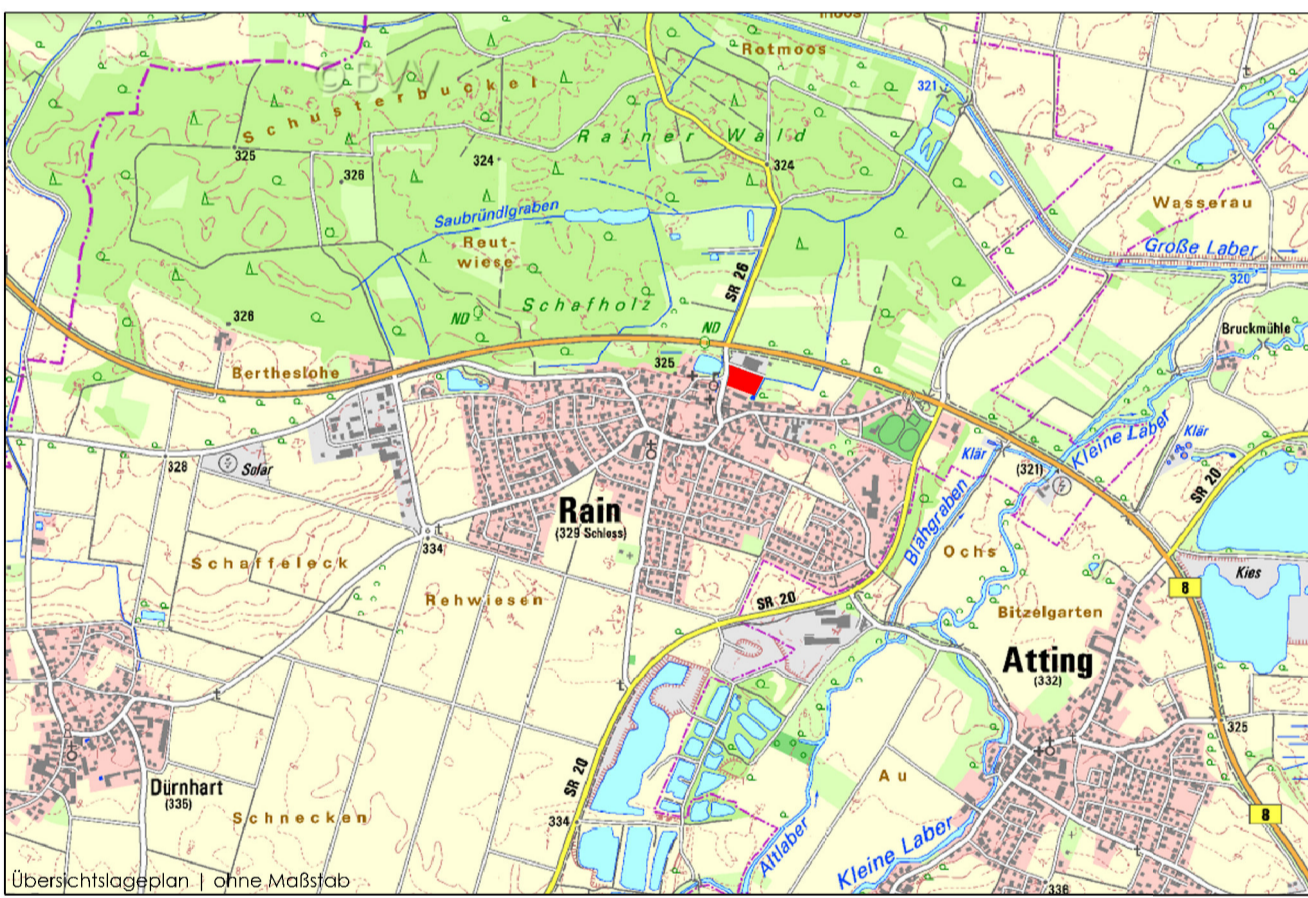 moos
Rotmoos
©BVV
Schusterbuckel
321
Rainer Wald
325
324
324
326
Wasserau
Saubründlgraben
Reut-
wiese
Große Laber
320
SR 26
Schafholz
ND
ND
326
Bruckmühle
325
Bertheslohe
Kleine Laber
Klär
Klär
328
Solar
(321)
SR 20
Rain
(329 Schloss)
334
Blahgraben
Ochs
Schaffeleck
Kies
Rehwiesen
8
SR 20
Bitzelgarten
Atting
(332)
325
Dürnhart
(335)
SR 20
Au
Schnecken
334
8
Altlaber
Kleine Laber
Übersichtslageplan | ohne Maßstab
336